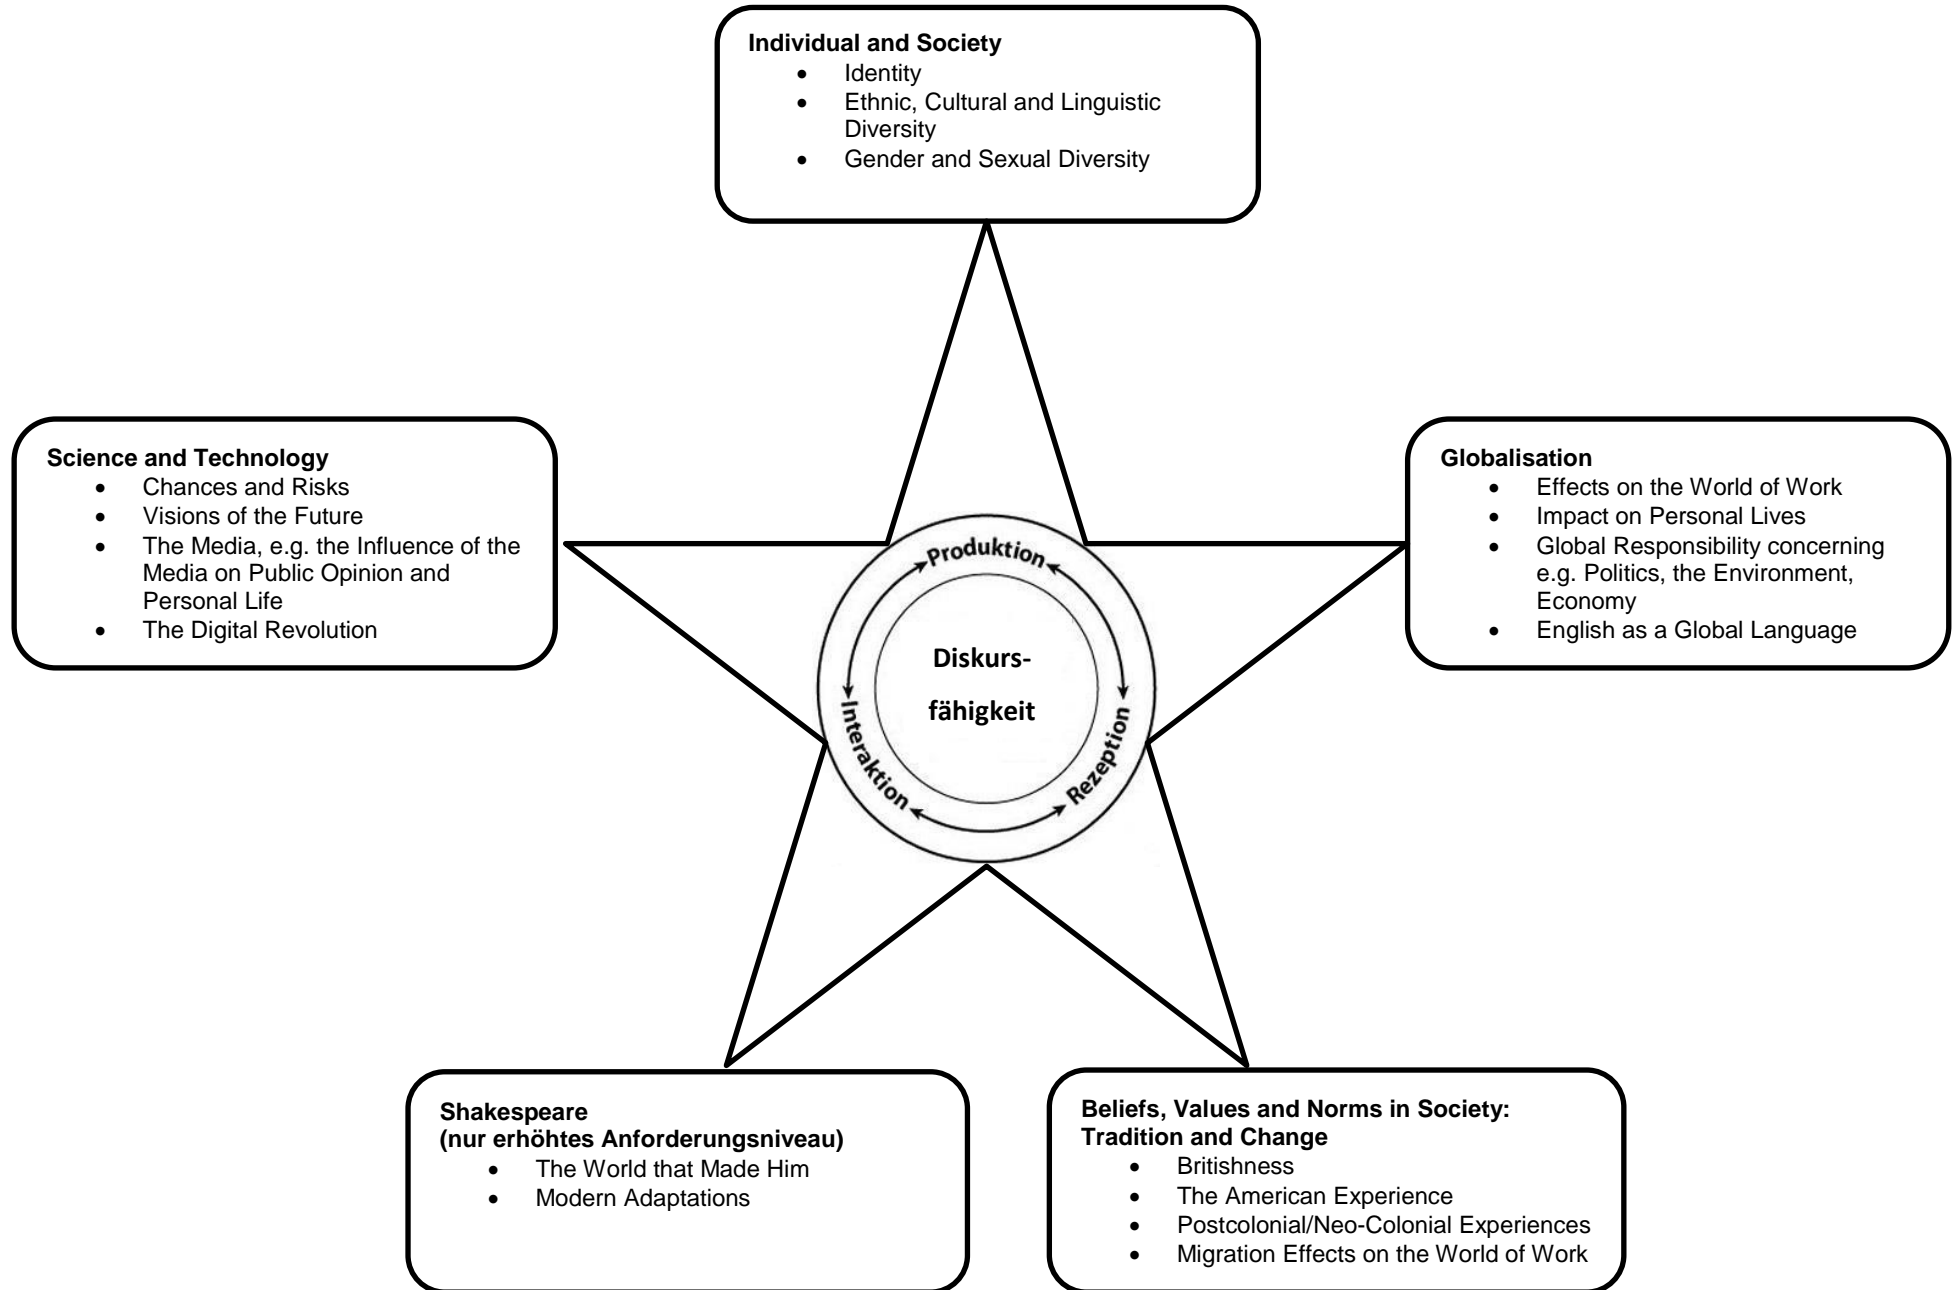 Individual and Society
• Identity
• Ethnic, Cultural and Linguistic
Diversity
• Gender and Sexual Diversity
Science and Technology
• Chances and Risks
• Visions of the Future
• The Media, e.g. the Influence of the
Media on Public Opinion and
Personal Life
• The Digital Revolution
Globalisation
• Effects on the World of Work
• Impact on Personal Lives
• Global Responsibility concerning
e.g. Politics, the Environment,
Economy
• English as a Global Language
Produktion
Diskurs-
fähigkeit
Interaktion
Rezeption
Shakespeare
(nur erhöhtes Anforderungsniveau)
• The World that Made Him
• Modern Adaptations
Beliefs, Values and Norms in Society:
Tradition and Change
• Britishness
• The American Experience
• Postcolonial/Neo-Colonial Experiences
• Migration Effects on the World of Work